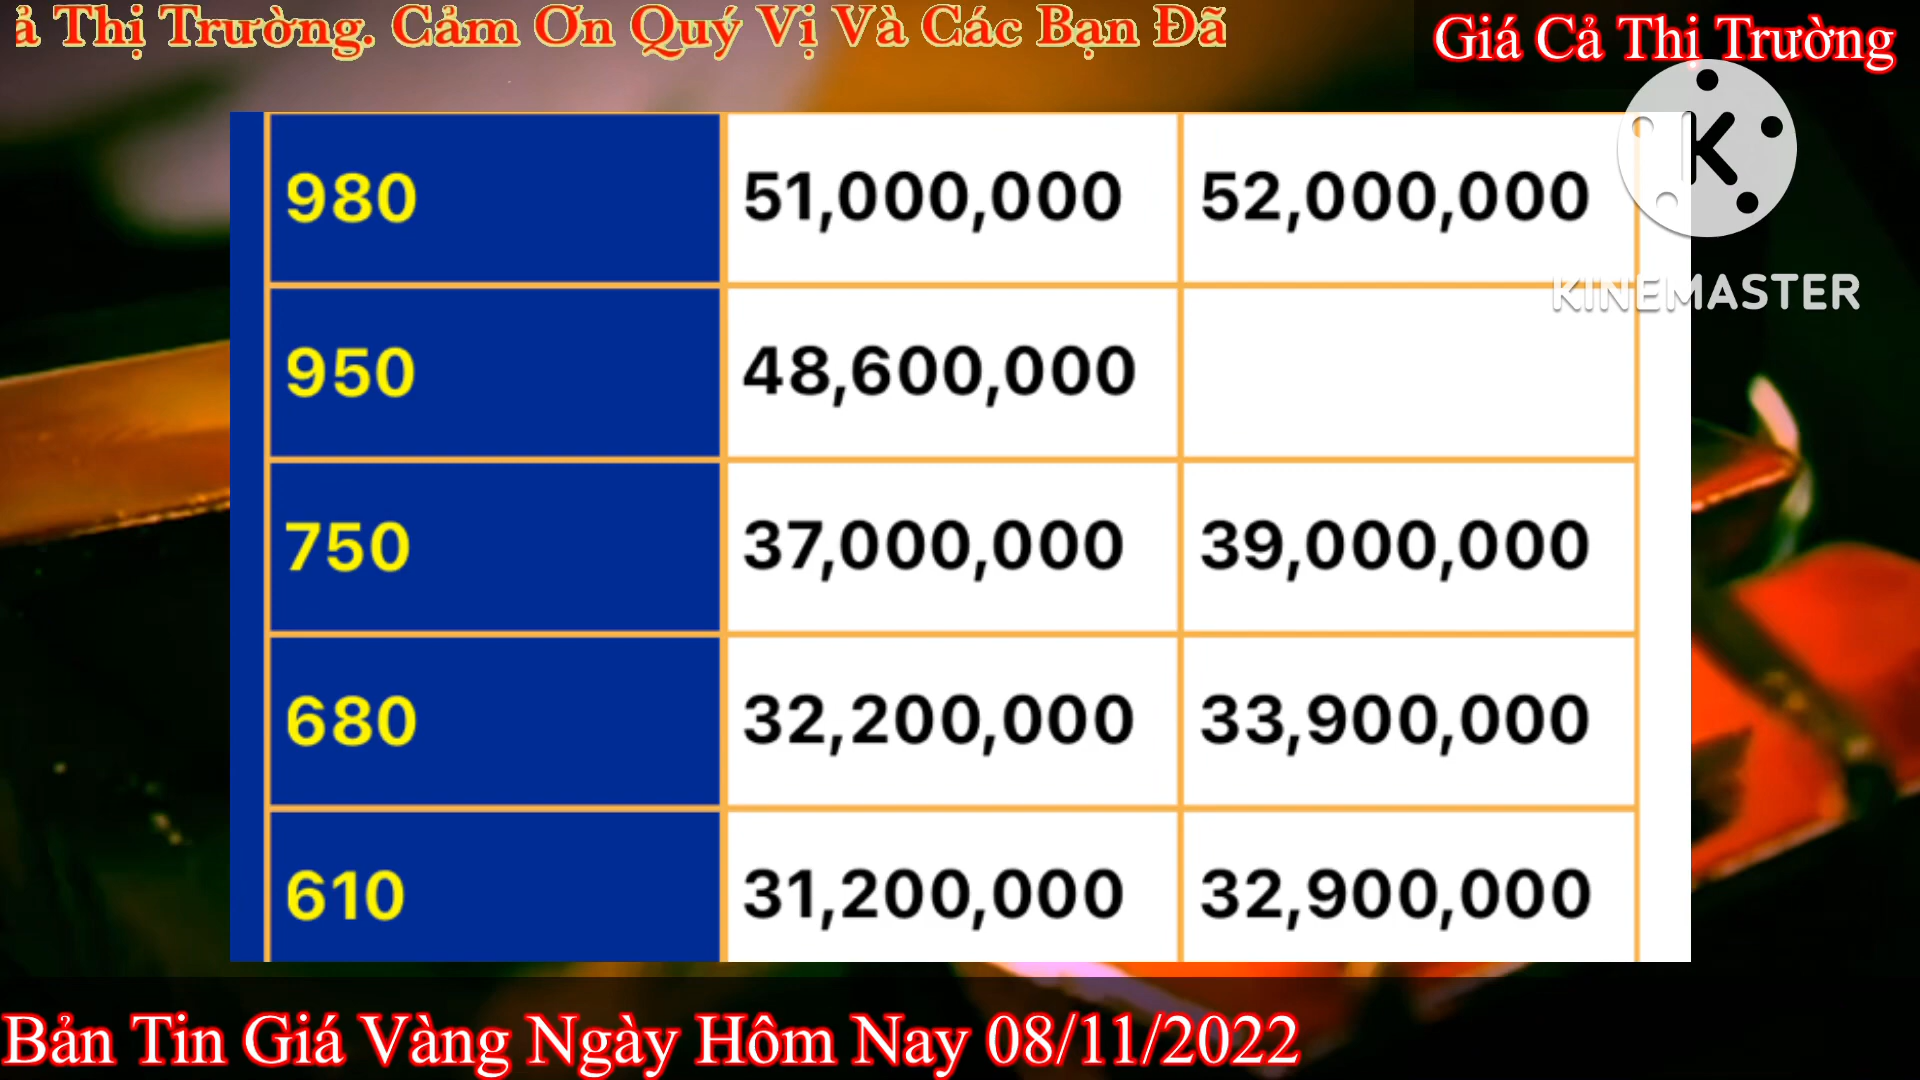 ả Thị Trường. Cảm Ơn Quý Vị Và Các Bạn Đã
Giá Cả Thị Trường
KINEMASTER
980 51,000,000 52,000,000
950 48,600,000
750 37,000,000 39,000,000
680 32,200,000 33,900,000
610 31,200,000 32,900,000
Bản Tin Giá Vàng Ngày Hôm Nay 08/11/2022